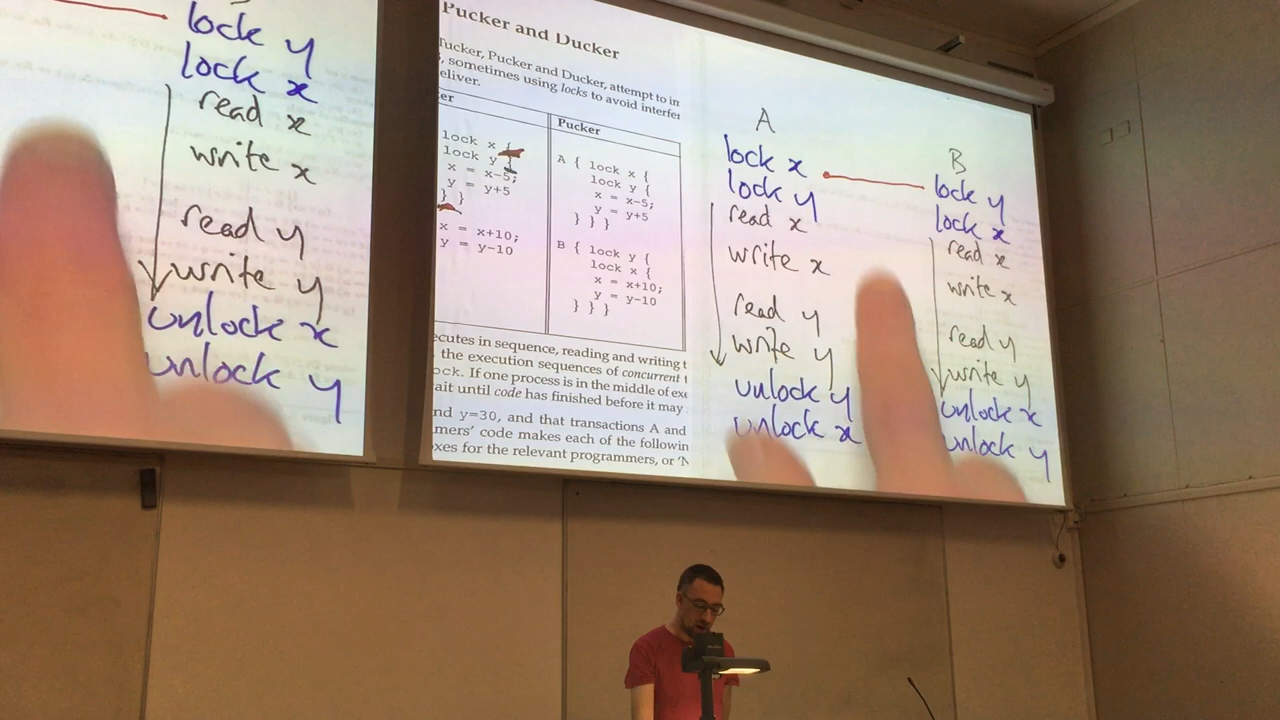 lock y
lock x
read x
write x
read y
write y
unlock x
unlock y
Pucker and Ducker
Tucker, Pucker and Ducker, attempt to in
, sometimes using locks to avoid interfer
eliver.
er
lock x {
lock y {
x = x-5;
y = y+5
} }
x = x+10;
y = y-10
Pucker
A { lock x {
lock y {
x = x-5;
y = y+5
} } }
B { lock y {
lock x {
x = x+10;
y = y-10
} } }
ecutes in sequence, reading and writing t
the execution sequences of concurrent t
ock. If one process is in the middle of exe
ait until code has finished before it may
nd y=30, and that transactions A and
mers' code makes each of the followin
xes for the relevant programmers, or 'N
A
lock x
lock y
read x
write x
read y
write y
unlock y
unlock x
B
lock y
lock x
read x
write x
read y
write y
unlock x
unlock y